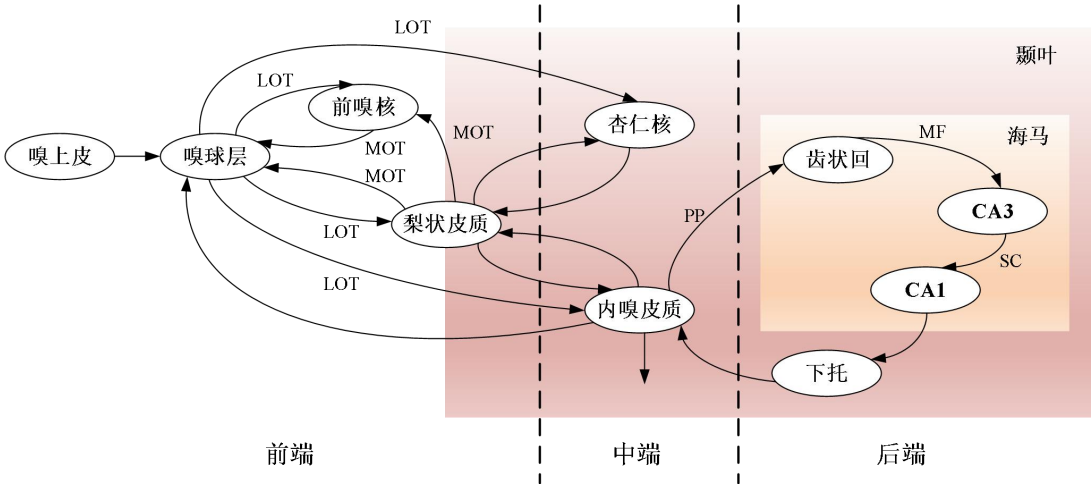 LOT
颞叶
LOT
前嗅核
杏仁核
MOT
MF
海马
嗅上皮
嗅球层
MOT
齿状回
MOT
CA3
梨状皮质
PP
LOT
SC
LOT
CA1
内嗅皮质
下托
前端
中端
后端